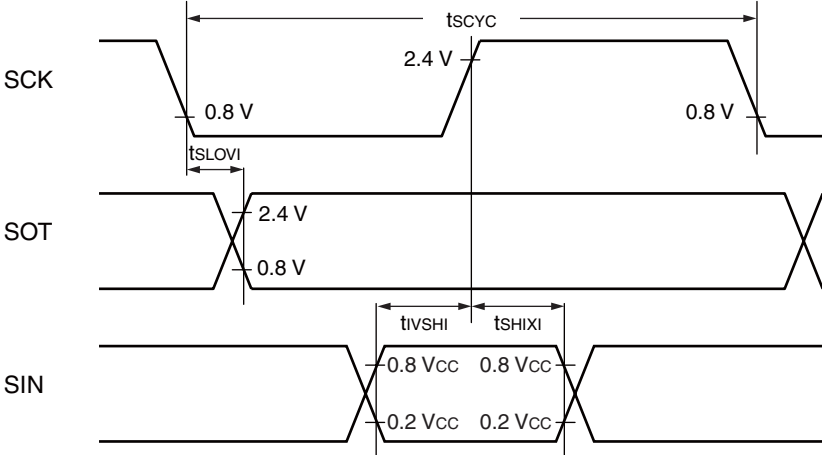 tSCYC
SCK
2.4 V
0.8 V
0.8 V
tSLOVI
SOT
2.4 V
0.8 V
tIVSHI
tSHIXI
SIN
0.8 VCC
0.8 VCC
0.2 VCC
0.2 VCC